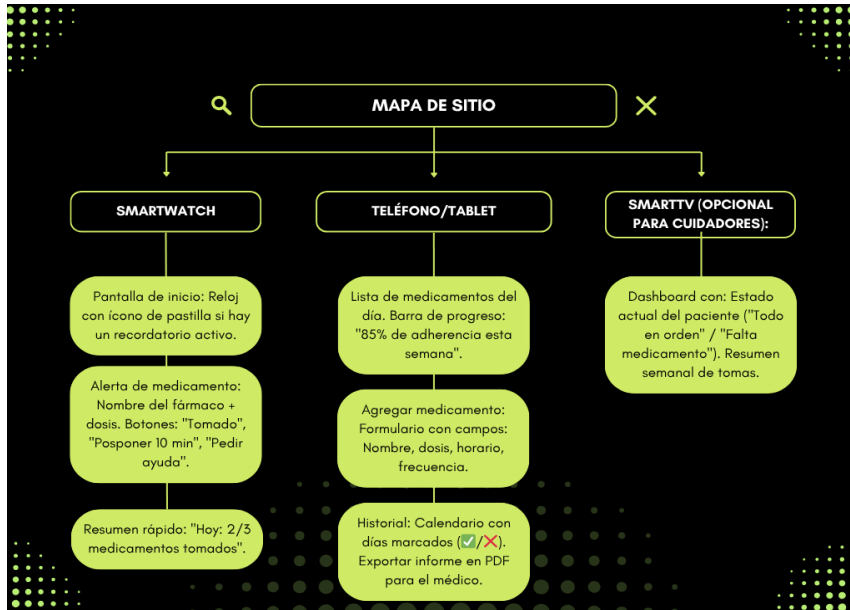 MAPA DE SITIO
SMARTWATCH
Pantalla de inicio: Reloj
con ícono de pastilla si hay
un recordatorio activo.
Alerta de medicamento:
Nombre del fármaco +
dosis. Botones: "Tomado",
"Posponer 10 min", "Pedir
ayuda".
Resumen rápido: "Hoy: 2/3
medicamentos tomados".
TELÉFONO/TABLET
Lista de medicamentos del
día. Barra de progreso:
"85% de adherencia esta
semana".
Agregar medicamento:
Formulario con campos:
Nombre, dosis, horario,
frecuencia.
Historial: Calendario con
días marcados (✅/❌).
Exportar informe en PDF
para el médico.
SMARTTV (OPCIONAL
PARA CUIDADORES):
Dashboard con: Estado
actual del paciente ("Todo
en orden" / "Falta
medicamento"). Resumen
semanal de tomas.